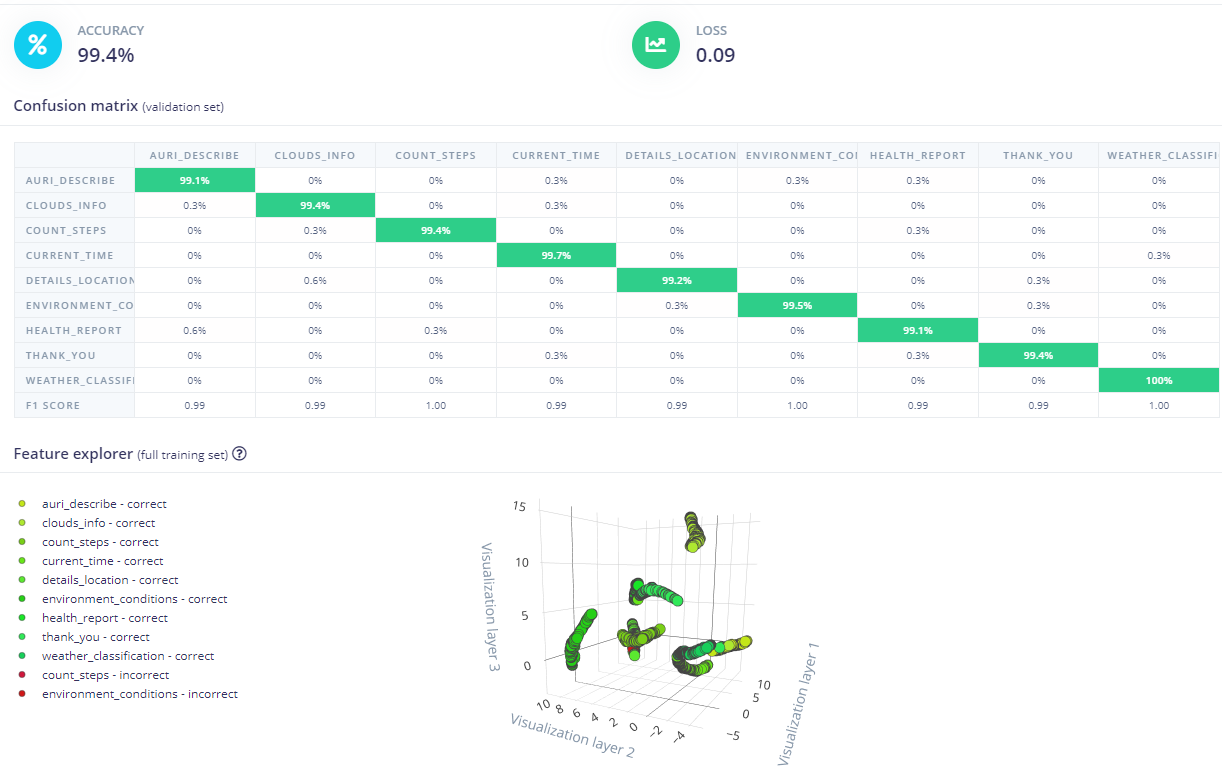 ACCURACY
99.4%
LOSS
0.09
Confusion matrix (validation set)
AURI_DESCRIBE CLOUDS_INFO COUNT_STEPS CURRENT_TIME DETAILS_LOCATION ENVIRONMENT_COI HEALTH_REPORT THANK_YOU WEATHER_CLASSIFI
AURI_DESCRIBE 99.1% 0% 0% 0.3% 0% 0.3% 0.3% 0% 0%
CLOUDS_INFO 0.3% 99.4% 0% 0.3% 0% 0% 0% 0% 0%
COUNT_STEPS 0% 0.3% 99.4% 0% 0% 0% 0.3% 0% 0%
CURRENT_TIME 0% 0% 0% 99.7% 0% 0% 0% 0% 0.3%
DETAILS_LOCATION 0% 0.6% 0% 0% 99.2% 0% 0% 0.3% 0%
ENVIRONMENT_CO 0% 0% 0% 0% 0.3% 99.5% 0% 0.3% 0%
HEALTH_REPORT 0.6% 0% 0.3% 0% 0% 0% 99.1% 0% 0%
THANK_YOU 0% 0% 0% 0.3% 0% 0% 0.3% 99.4% 0%
WEATHER_CLASSIFI 0% 0% 0% 0% 0% 0% 0% 0% 100%
F1 SCORE 0.99 0.99 1.00 0.99 0.99 1.00 0.99 0.99 1.00
Feature explorer (full training set) ?
auri_describe - correct
clouds_info - correct
count_steps - correct
current_time - correct
details_location - correct
environment_conditions - correct
health_report - correct
thank_you - correct
weather_classification - correct
count_steps - incorrect
environment_conditions - incorrect
15
10
5
0
Visualization layer 3
10 8 6 4 2 0 -2 -4
Visualization layer 2
10
5
0
-5
Visualization layer 1